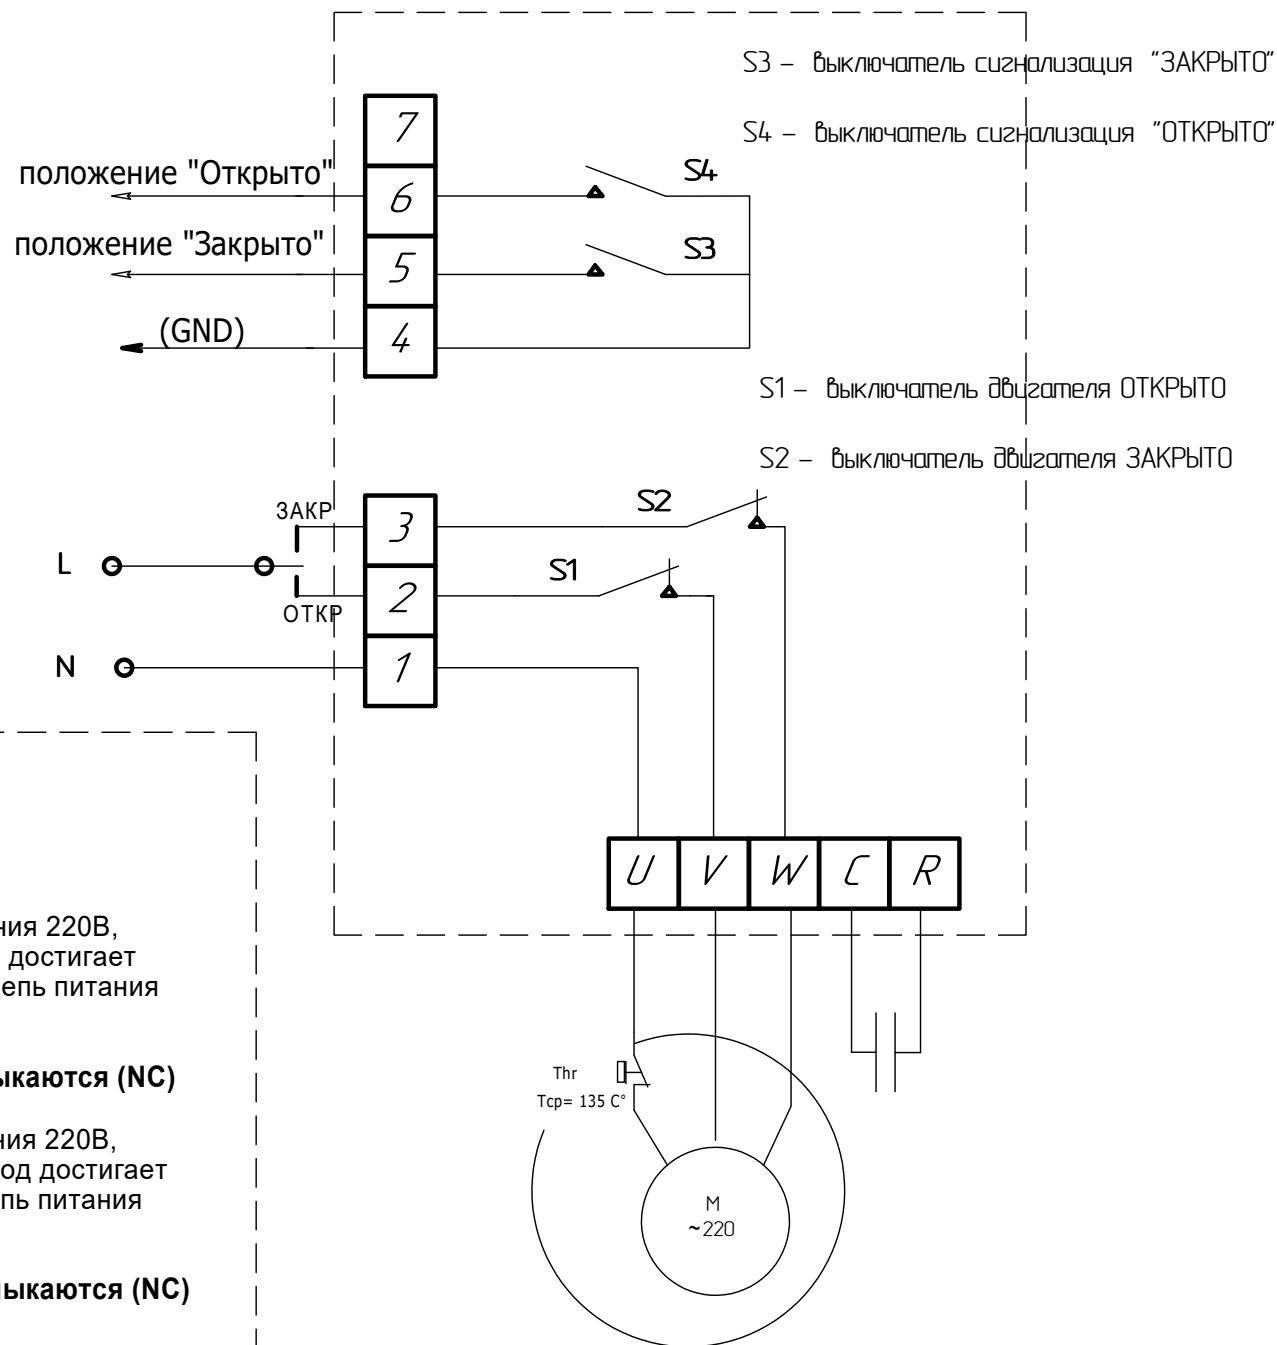 S3 – выключатель сигнализация "ЗАКРЫТО"
7
S4 – выключатель сигнализация "ОТКРЫТО"
положение "Открыто"
6
S4
положение "Закрыто"
5
S3
(GND)
4
S1 – выключатель двигателя ОТКРЫТО
S2 – выключатель двигателя ЗАКРЫТО
ЗАКР
3
S2
L
S1
2
ОТКР
N
1
U V W C R
ния 220В,
достигает
цепь питания
ыкаются (NC)
ния 220В,
од достигает
пь питания
ыкаются (NC)
Thr
Тср= 135 С°
М
~220